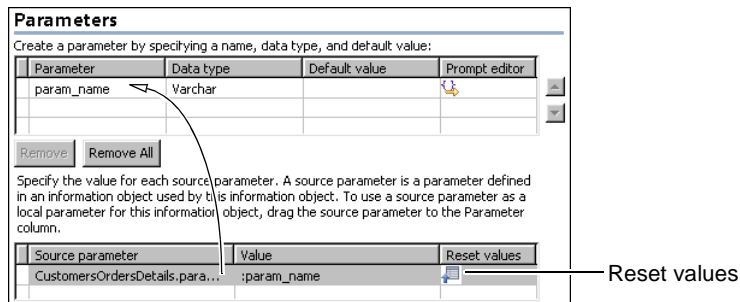 Parameters
Create a parameter by specifying a name, data type, and default value:
Parameter Data type Default value Prompt editor
param_name Varchar
Remove Remove All
Specify the value for each source parameter. A source parameter is a parameter defined
in an information object used by this information object. To use a source parameter as a
local parameter for this information object, drag the source parameter to the Parameter
column.
Source parameter Value Reset values
CustomersOrdersDetails.para... :param_name
Reset values